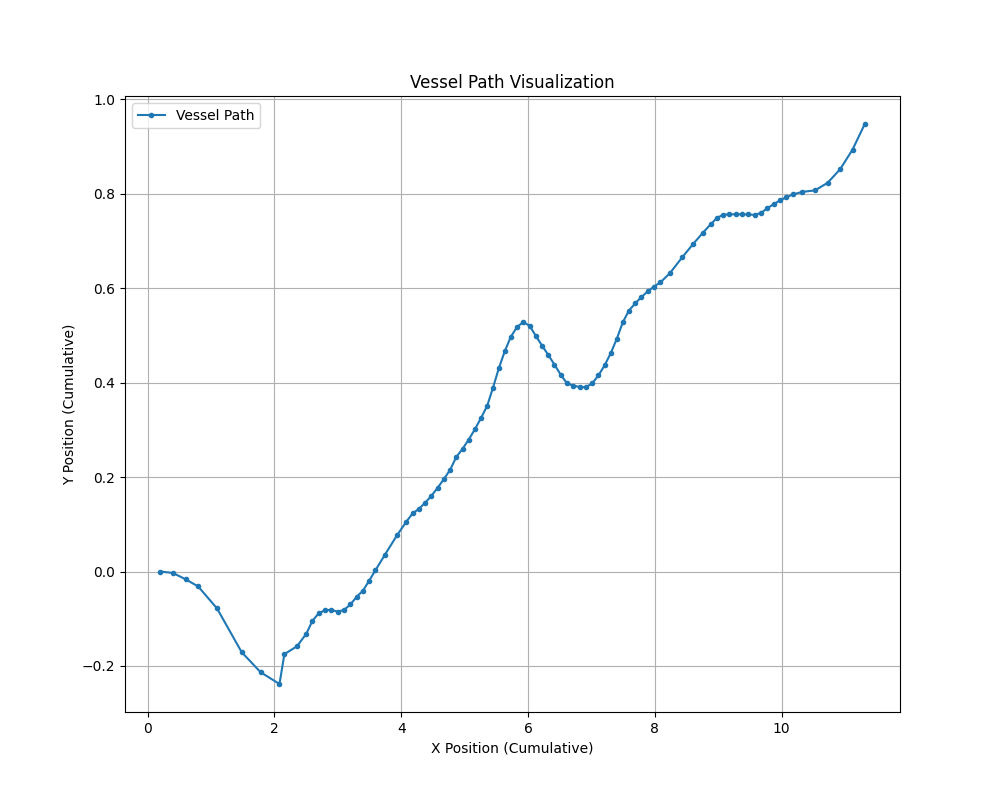 Vessel Path Visualization
Vessel Path
Y Position (Cumulative)
1.0
0.8
0.6
0.4
0.2
0.0
−0.2
0 2 4 6 8 10
X Position (Cumulative)